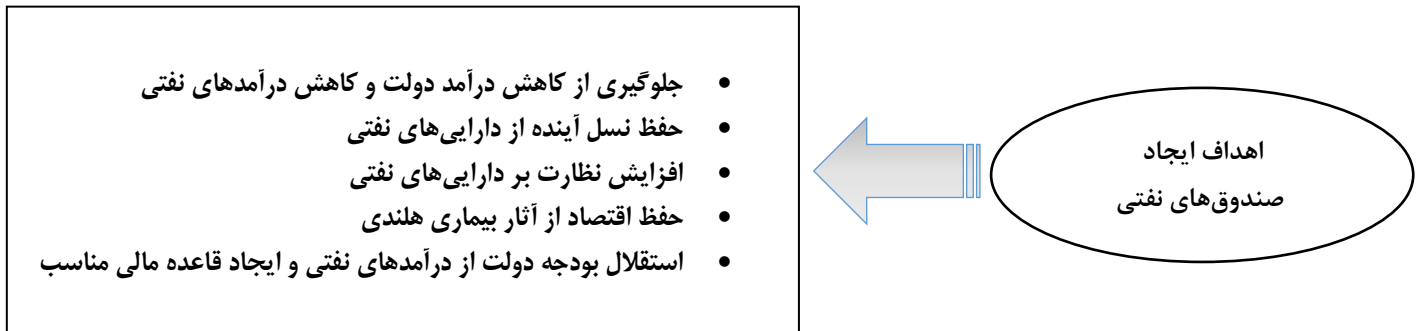 اهداف ایجاد
صندوق‌های نفتی
• جلوگیری از کاهش درآمد دولت و کاهش درآمدهای نفتی
• حفظ نسل آینده از دارایی‌های نفتی
• افزایش نظارت بر دارایی‌های نفتی
• حفظ اقتصاد از آثار بیماری هلندی
• استقلال بودجه دولت از درآمدهای نفتی و ایجاد قاعده مالی مناسب